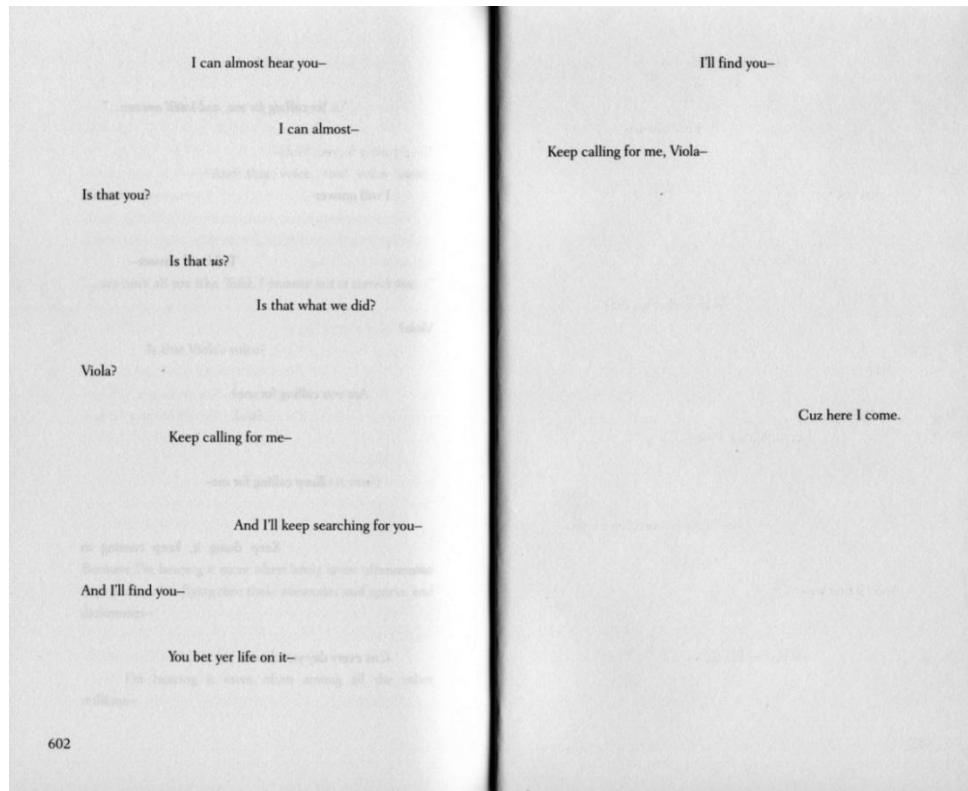 I can almost hear you–
I can almost–
Is that you?
Is that us?
Is that what we did?
Viola?
Keep calling for me–
And I'll keep searching for you–
And I'll find you–
You bet yer life on it–
602
I'll find you–
Keep calling for me, Viola–
Cuz here I come.